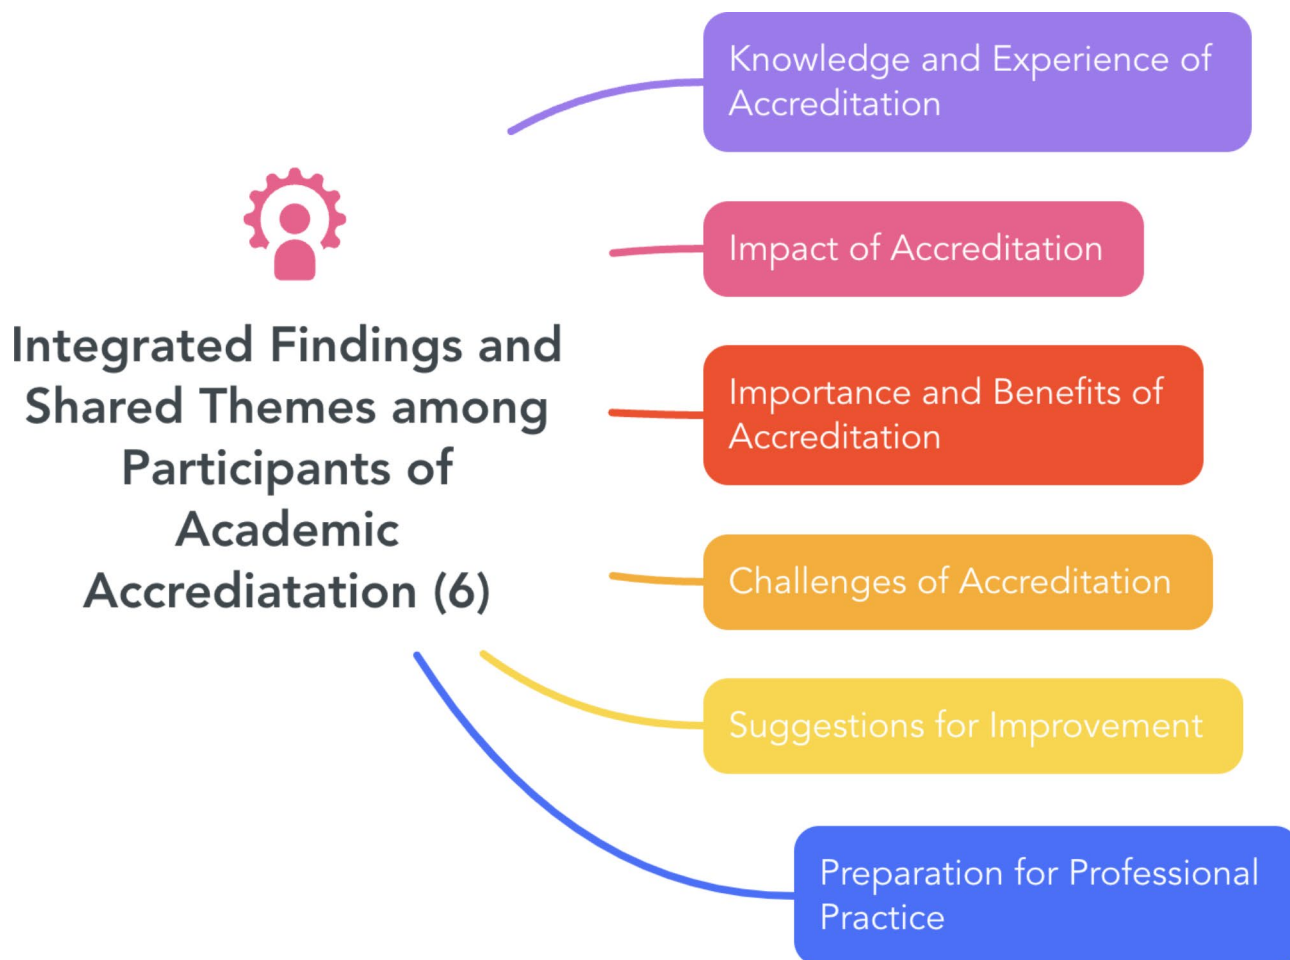 Integrated Findings and
Shared Themes among
Participants of
Academic
Accrediatation (6)
Knowledge and Experience of
Accreditation
Impact of Accreditation
Importance and Benefits of
Accreditation
Challenges of Accreditation
Suggestions for Improvement
Preparation for Professional
Practice